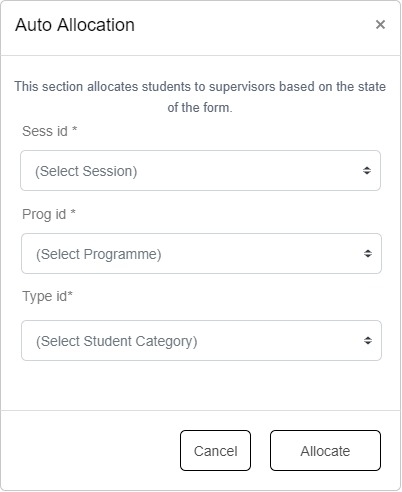 Auto Allocation ×
This section allocates students to supervisors based on the state
of the form.
Sess id *
(Select Session)
Prog id *
(Select Programme)
Type id*
(Select Student Category)
Cancel Allocate